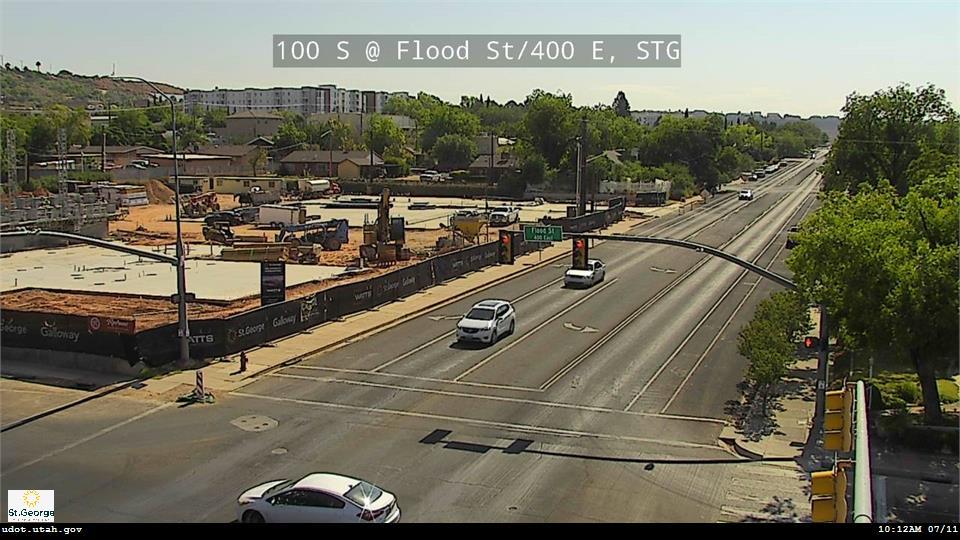 100 S @ Flood St/400 E, STG
Flood St
400 East
WATTS
St.George
Galloway
George
Galloway
WATTS
St.George
udot.utah.gov
10:12AM 07/11